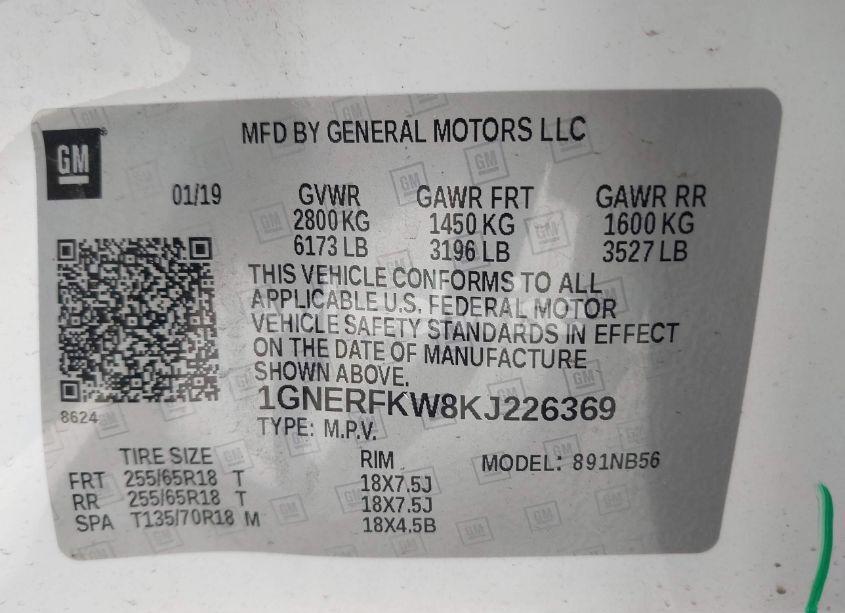 MFD BY GENERAL MOTORS LLC
GM
01/19
GVWR GAWR FRT GAWR RR
2800 KG 1450 KG 1600 KG
6173 LB 3196 LB 3527 LB
THIS VEHICLE CONFORMS TO ALL
APPLICABLE U.S. FEDERAL MOTOR
VEHICLE SAFETY STANDARDS IN EFFECT
ON THE DATE OF MANUFACTURE
SHOWN ABOVE.
8624
1GNERFKW8KJ226369
TYPE: M.P.V.
TIRE SIZE RIM MODEL: 891NB56
FRT 255/65R18 T 18X7.5J
RR 255/65R18 T 18X7.5J
SPA T135/70R18 M 18X4.5B